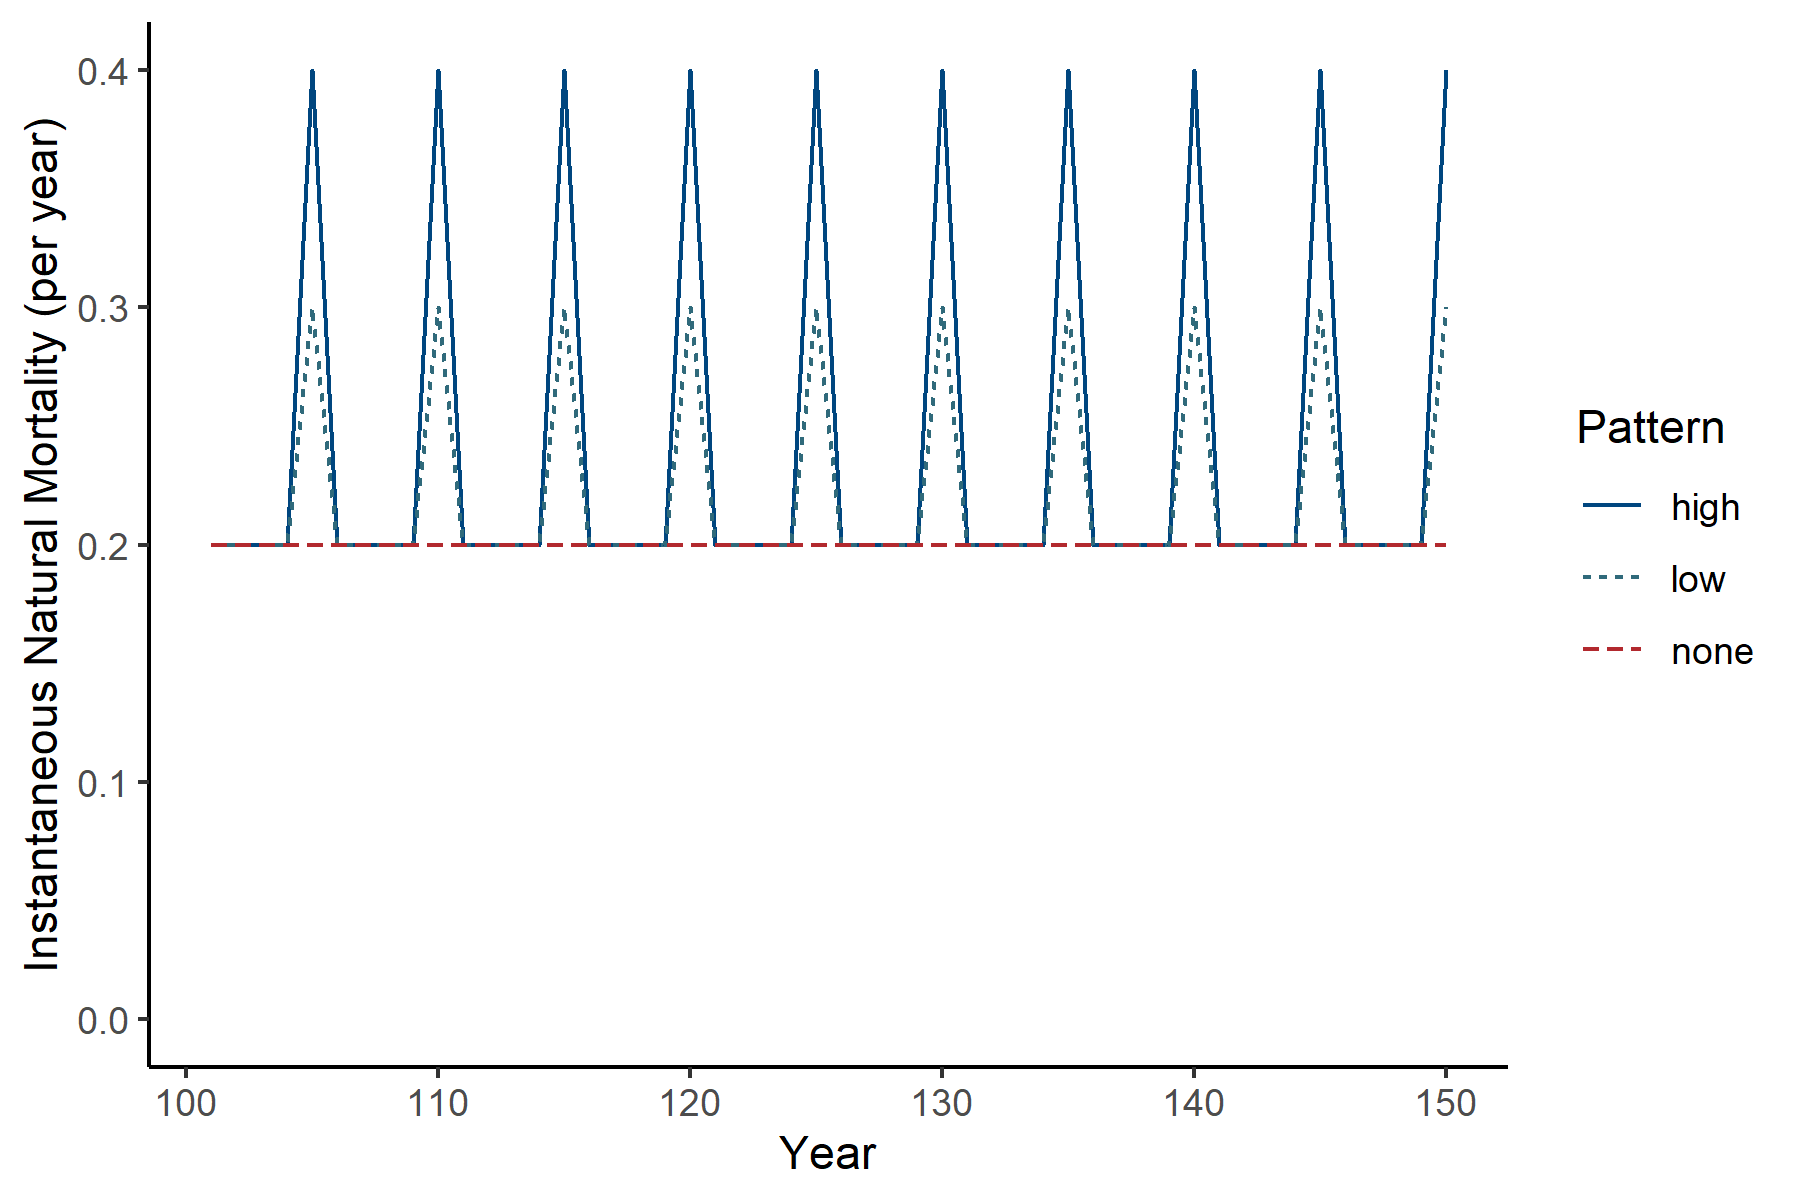 Instantaneous Natural Mortality (per year)
0.4
0.3
0.2
0.1
0.0
100 110 120 130 140 150
Year
Pattern
high
low
none